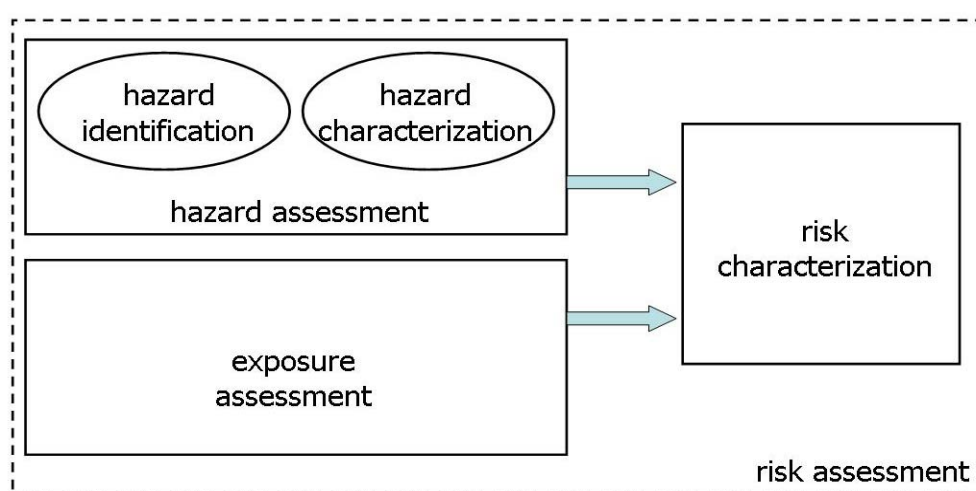 hazard
identification
hazard
characterization
hazard assessment
risk
characterization
exposure
assessment
risk assessment